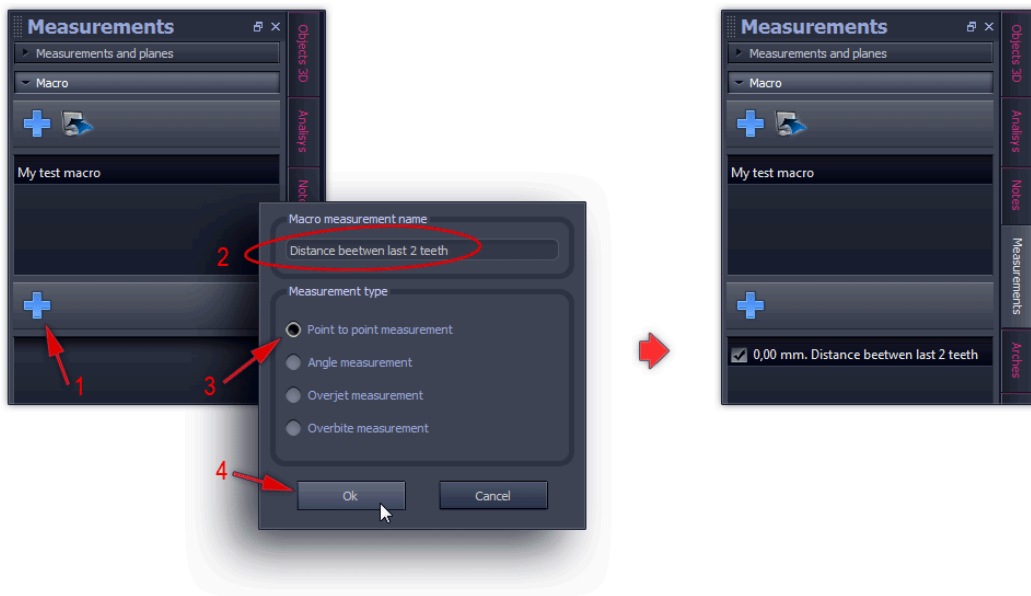 Measurements
Measurements and planes
Macro
My test macro
1
Objects 3D
Analisys
Note
Macro measurement name
2
Distance beetwen last 2 teeth
Measurement type
Point to point measurement
3
Angle measurement
Overjet measurement
Overbite measurement
4
Ok
Cancel
Measurements
Measurements and planes
Macro
My test macro
0,00 mm. Distance beetwen last 2 teeth
Objects 3D
Analisys
Notes
Measurements
Arches